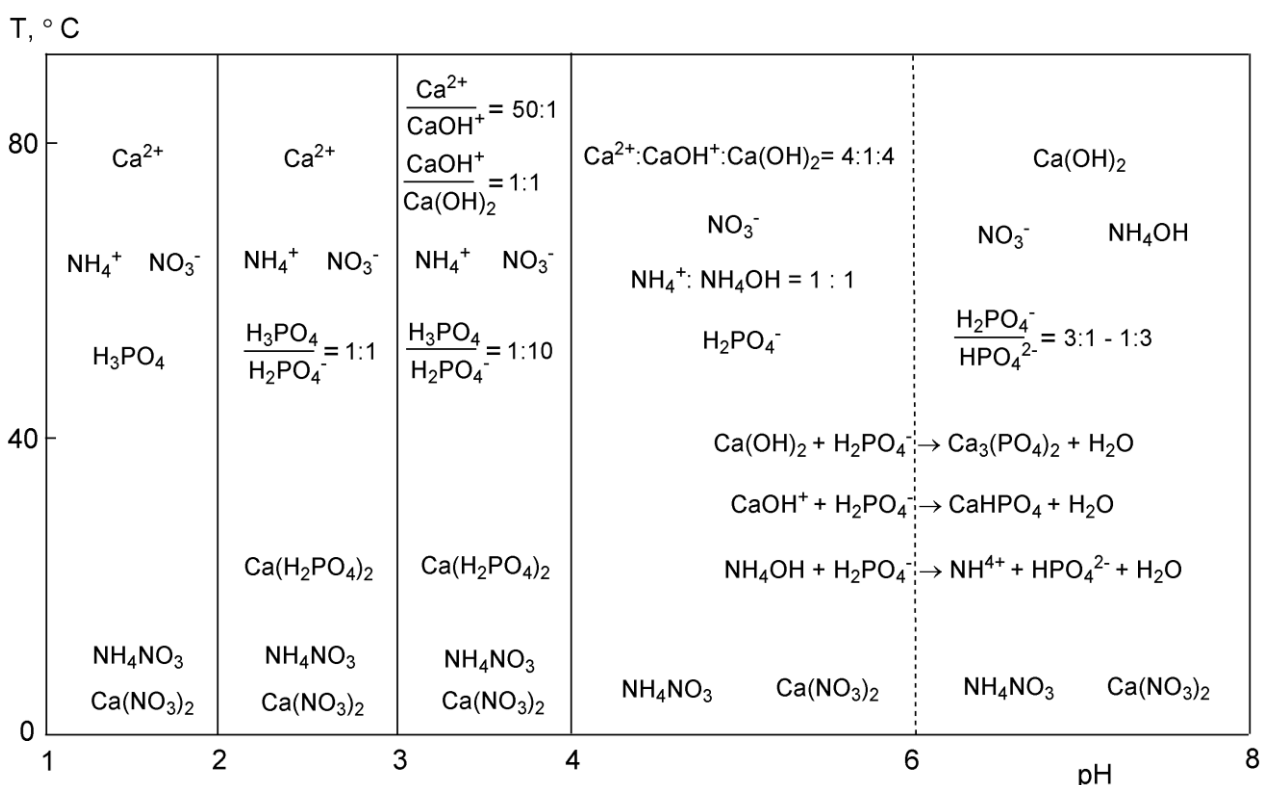 T, ° C
80
40
0
Ca²⁺
NH₄⁺ NO₃⁻
H₃PO₄
NH₄NO₃
Ca(NO₃)₂
Ca²⁺
NH₄⁺ NO₃⁻
H₃PO₄
H₂PO₄⁻ = 1:1
Ca(H₂PO₄)₂
NH₄NO₃
Ca(NO₃)₂
Ca²⁺
CaOH⁺ = 50:1
CaOH⁺
Ca(OH)₂ = 1:1
NH₄⁺ NO₃⁻
H₃PO₄
H₂PO₄⁻ = 1:10
Ca(H₂PO₄)₂
NH₄NO₃
Ca(NO₃)₂
Ca²⁺:CaOH⁺:Ca(OH)₂= 4:1:4
NO₃⁻
NH₄⁺: NH₄OH = 1 : 1
H₂PO₄⁻
Ca(OH)₂
NO₃⁻ NH₄OH
H₂PO₄⁻
HPO₄²⁻ = 3:1 - 1:3
Ca(OH)₂ + H₂PO₄⁻ → Ca₃(PO₄)₂ + H₂O
CaOH⁺ + H₂PO₄⁻ → CaHPO₄ + H₂O
NH₄OH + H₂PO₄⁻ → NH⁴⁺ + HPO₄²⁻ + H₂O
NH₄NO₃ Ca(NO₃)₂
NH₄NO₃ Ca(NO₃)₂
1 2 3 4 6 8
pH